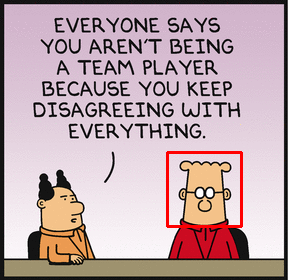 EVERYONE SAYS
YOU AREN'T BEING
A TEAM PLAYER
BECAUSE YOU KEEP
DISAGREEING WITH
EVERYTHING.